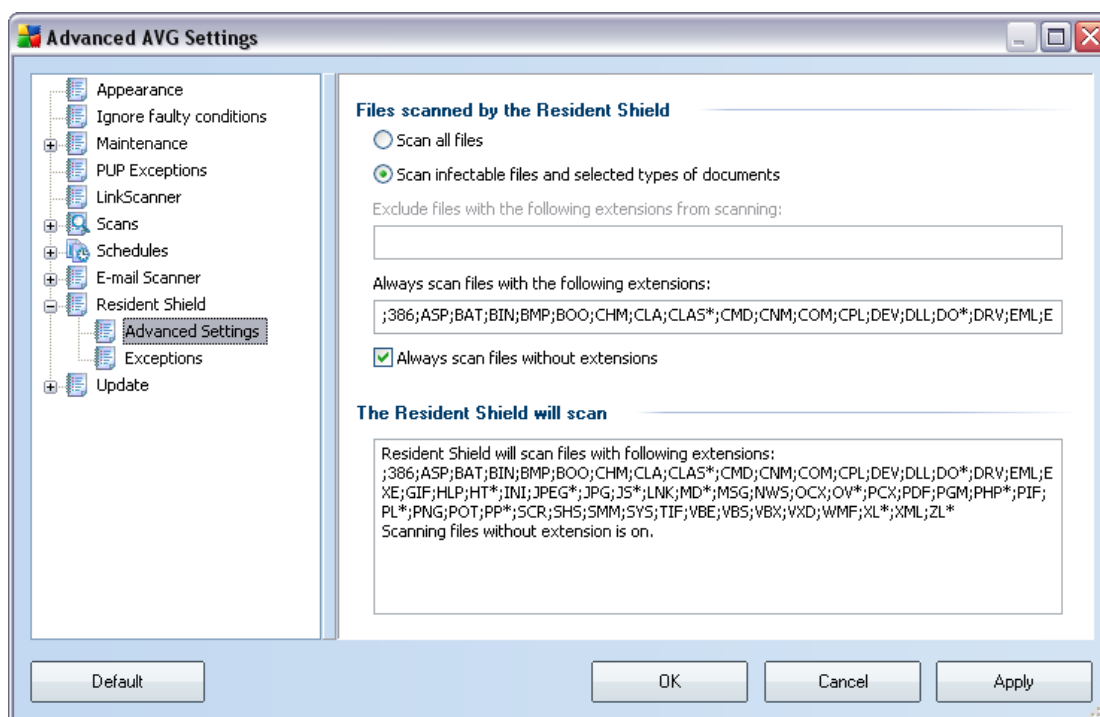 Advanced AVG Settings
Appearance
Ignore faulty conditions
Maintenance
PUP Exceptions
LinkScanner
Scans
Schedules
E-mail Scanner
Resident Shield
Advanced Settings
Exceptions
Update
Files scanned by the Resident Shield
Scan all files
Scan infectable files and selected types of documents
Exclude files with the following extensions from scanning:
Always scan files with the following extensions:
;386;ASP;BAT;BIN;BMP;BOO;CHM;CLA;CLAS*;CMD;CNM;COM;CPL;DEV;DLL;DO*;DRV;EML;E
Always scan files without extensions
The Resident Shield will scan
Resident Shield will scan files with following extensions:
;386;ASP;BAT;BIN;BMP;BOO;CHM;CLA;CLAS*;CMD;CNM;COM;CPL;DEV;DLL;DO*;DRV;EML;E
XE;GIF;HLP;HT*;INI;JPEG*;JPG;JS*;LNK;MD*;MSG;NWS;OCX;OV*;PCX;PDF;PGM;PHP*;PIF;
PL*;PNG;POT;PP*;SCR;SHS;SMM;SYS;TIF;VBE;VBS;VBX;VXD;WMF;XL*;XML;ZL*
Scanning files without extension is on.
Default
OK
Cancel
Apply